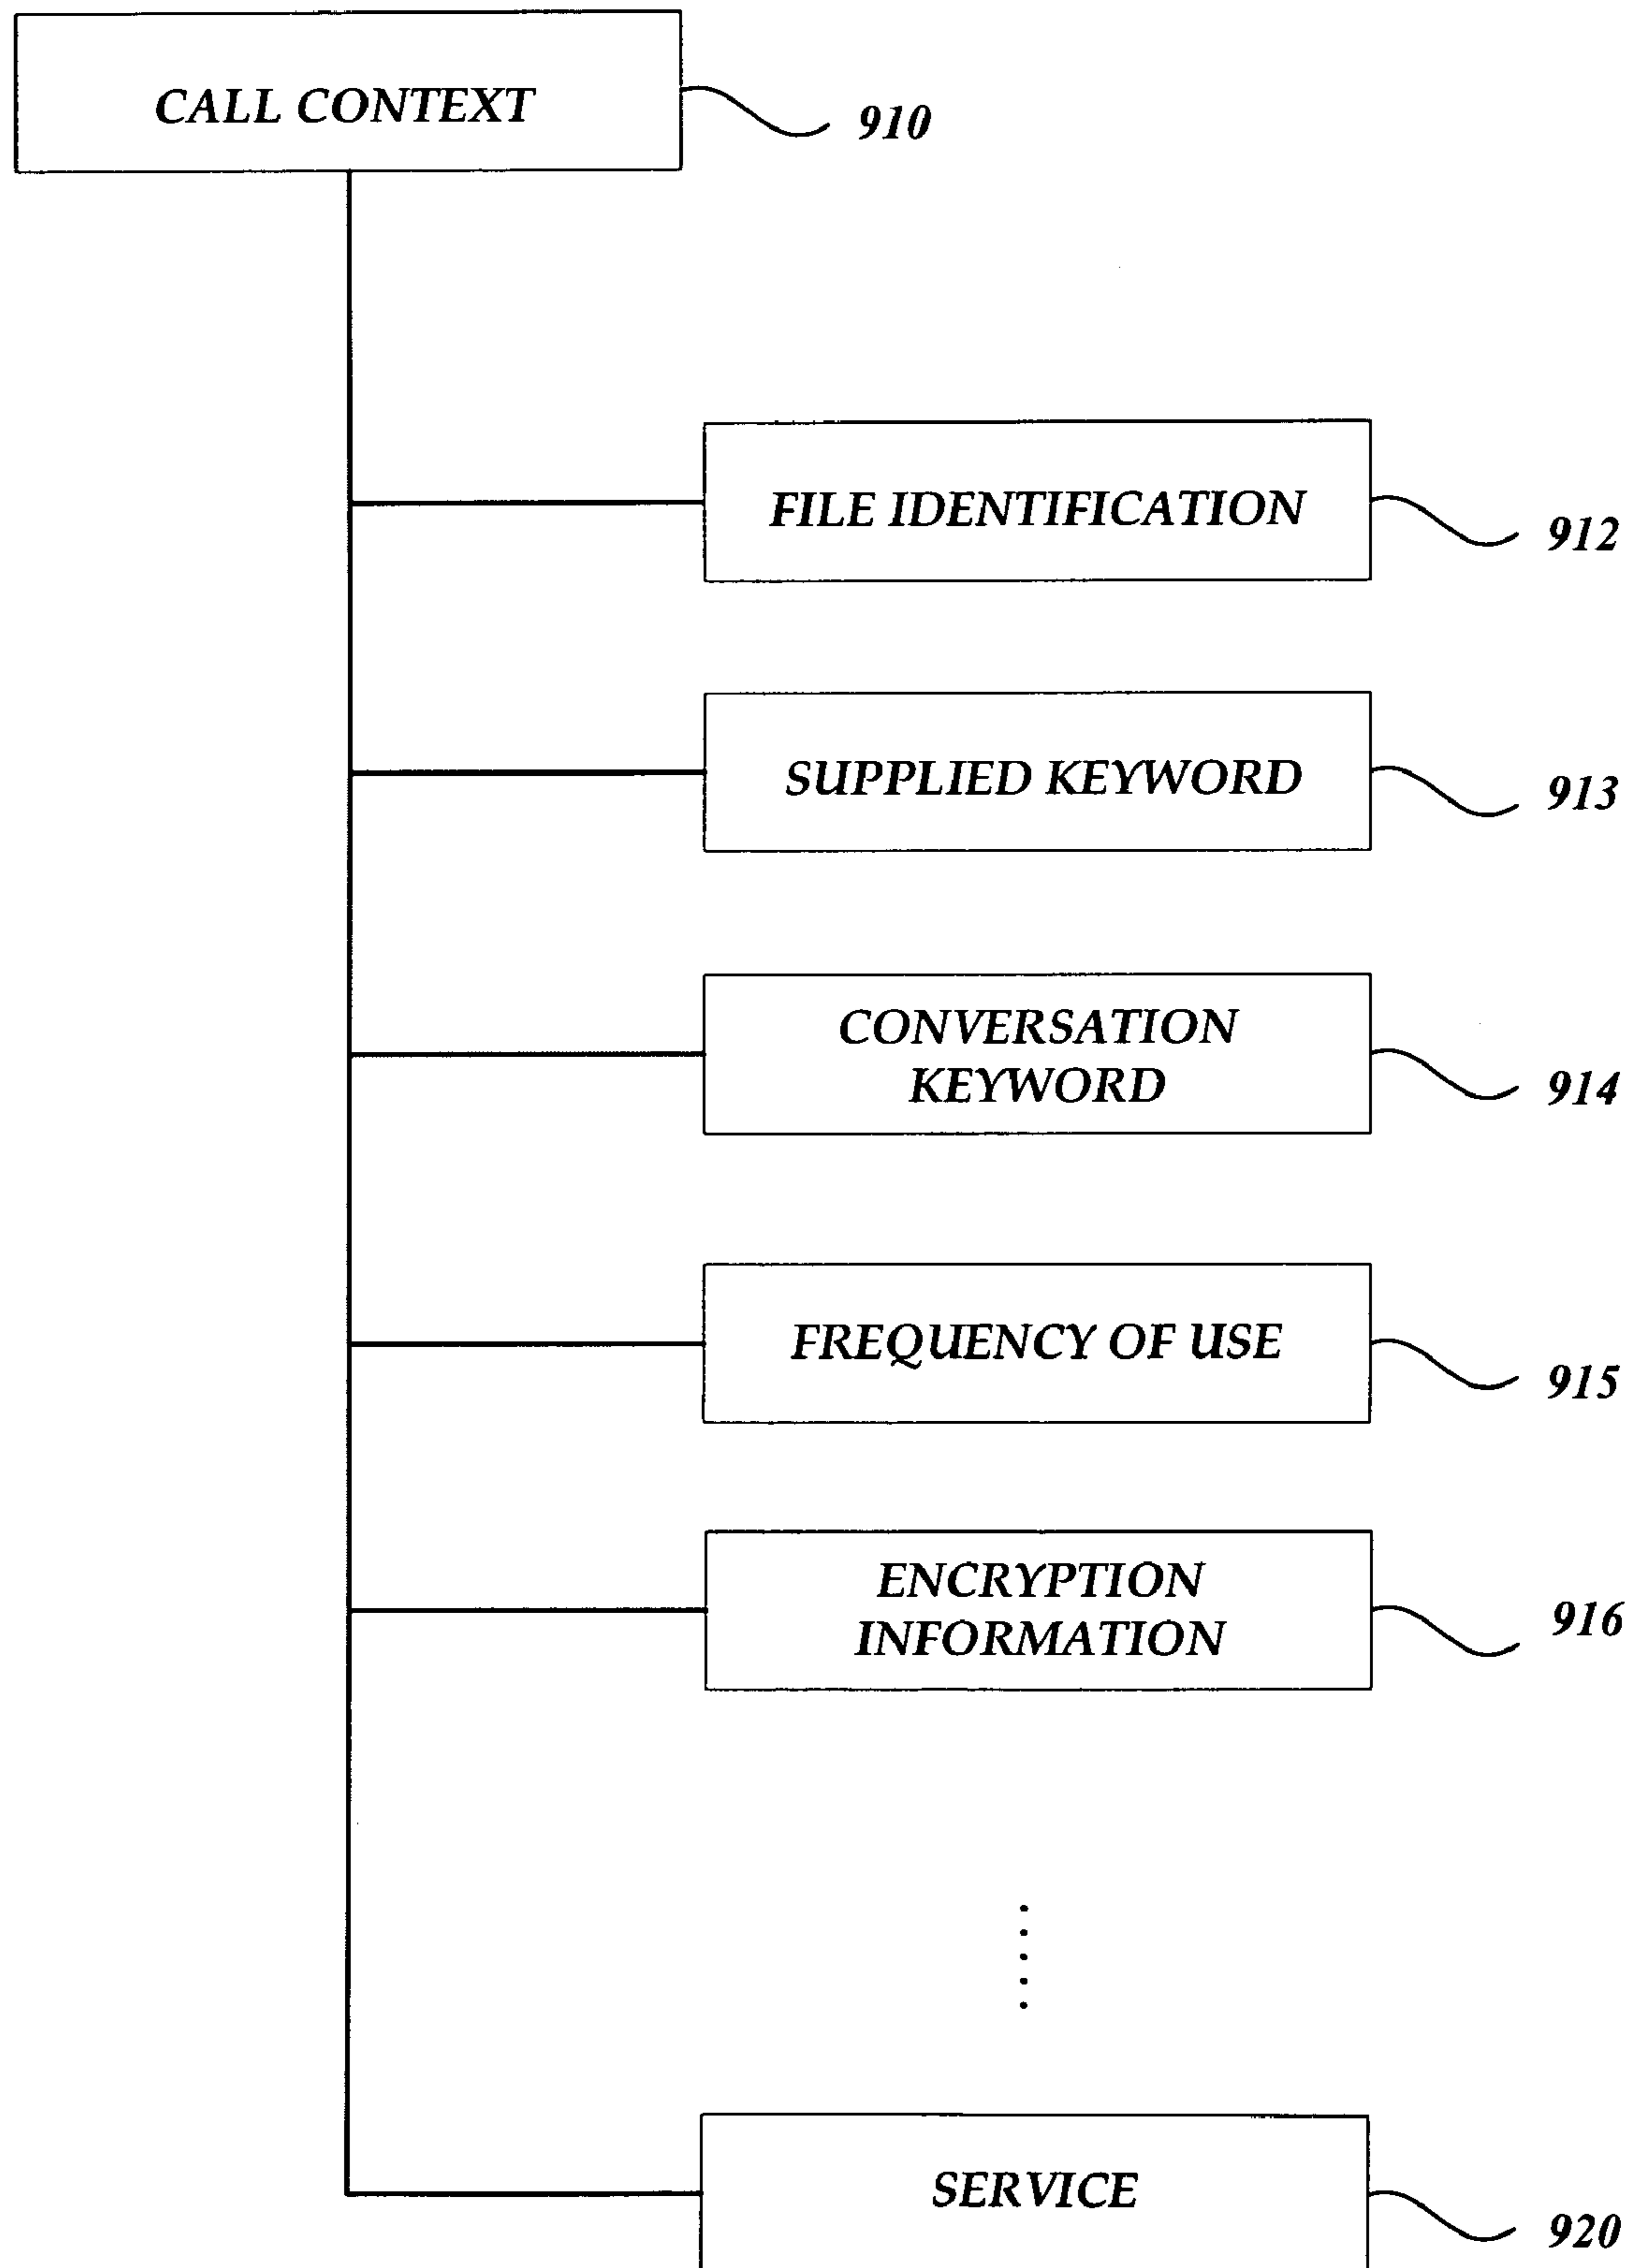 CALL CONTEXT
910
FILE IDENTIFICATION
912
SUPPLIED KEYWORD
913
CONVERSATION
KEYWORD
914
FREQUENCY OF USE
915
ENCRYPTION
INFORMATION
916
SERVICE
920